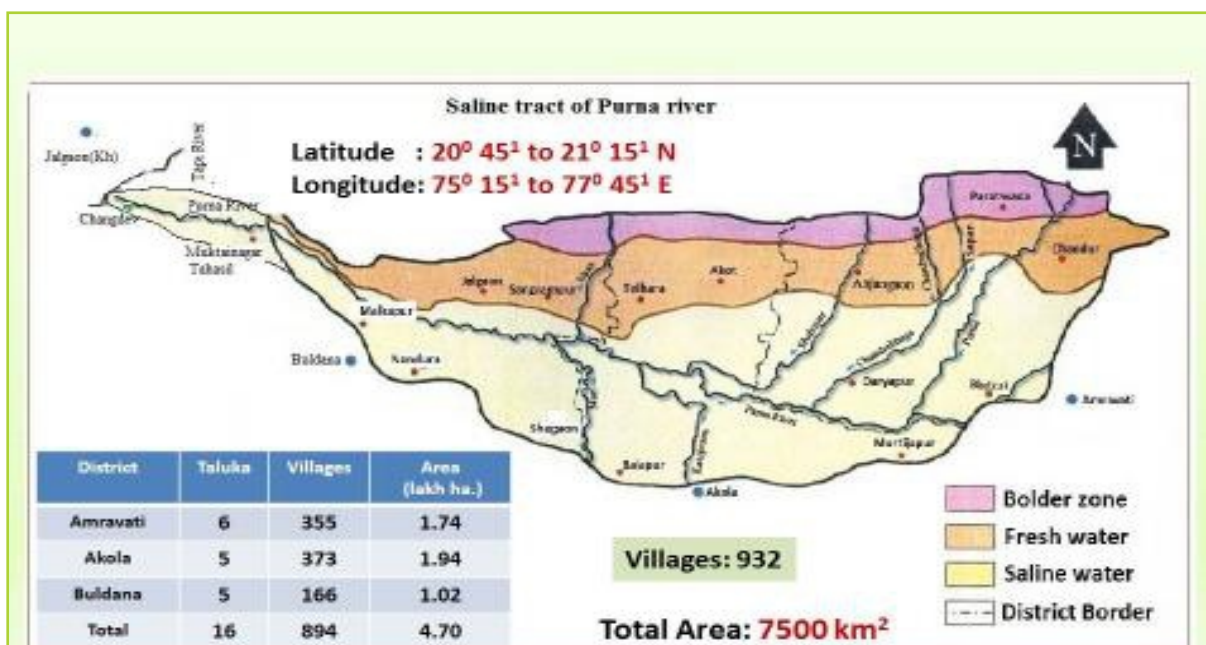 Saline tract of Purna river
Latitude : 20⁰ 45¹ to 21⁰ 15¹ N
Longitude: 75⁰ 15¹ to 77⁰ 45¹ E
N
Jalgaon(Kh)
Tapi River
Purna River
Changdev
Muktainagar
Tahasil
Paratwada
Chandur
Jalgaon
Akot
Telhara
Anjangaon
Malkapur
Buldana
Nandura
Shegaon
Balapur
Akola
Purna River
Daryapur
Murtijapur
Amravati
District Taluka Villages Area
(lakh ha.)
Amravati 6 355 1.74
Akola 5 373 1.94
Buldana 5 166 1.02
Total 16 894 4.70
Villages: 932
Total Area: 7500 km²
Bolder zone
Fresh water
Saline water
District Border